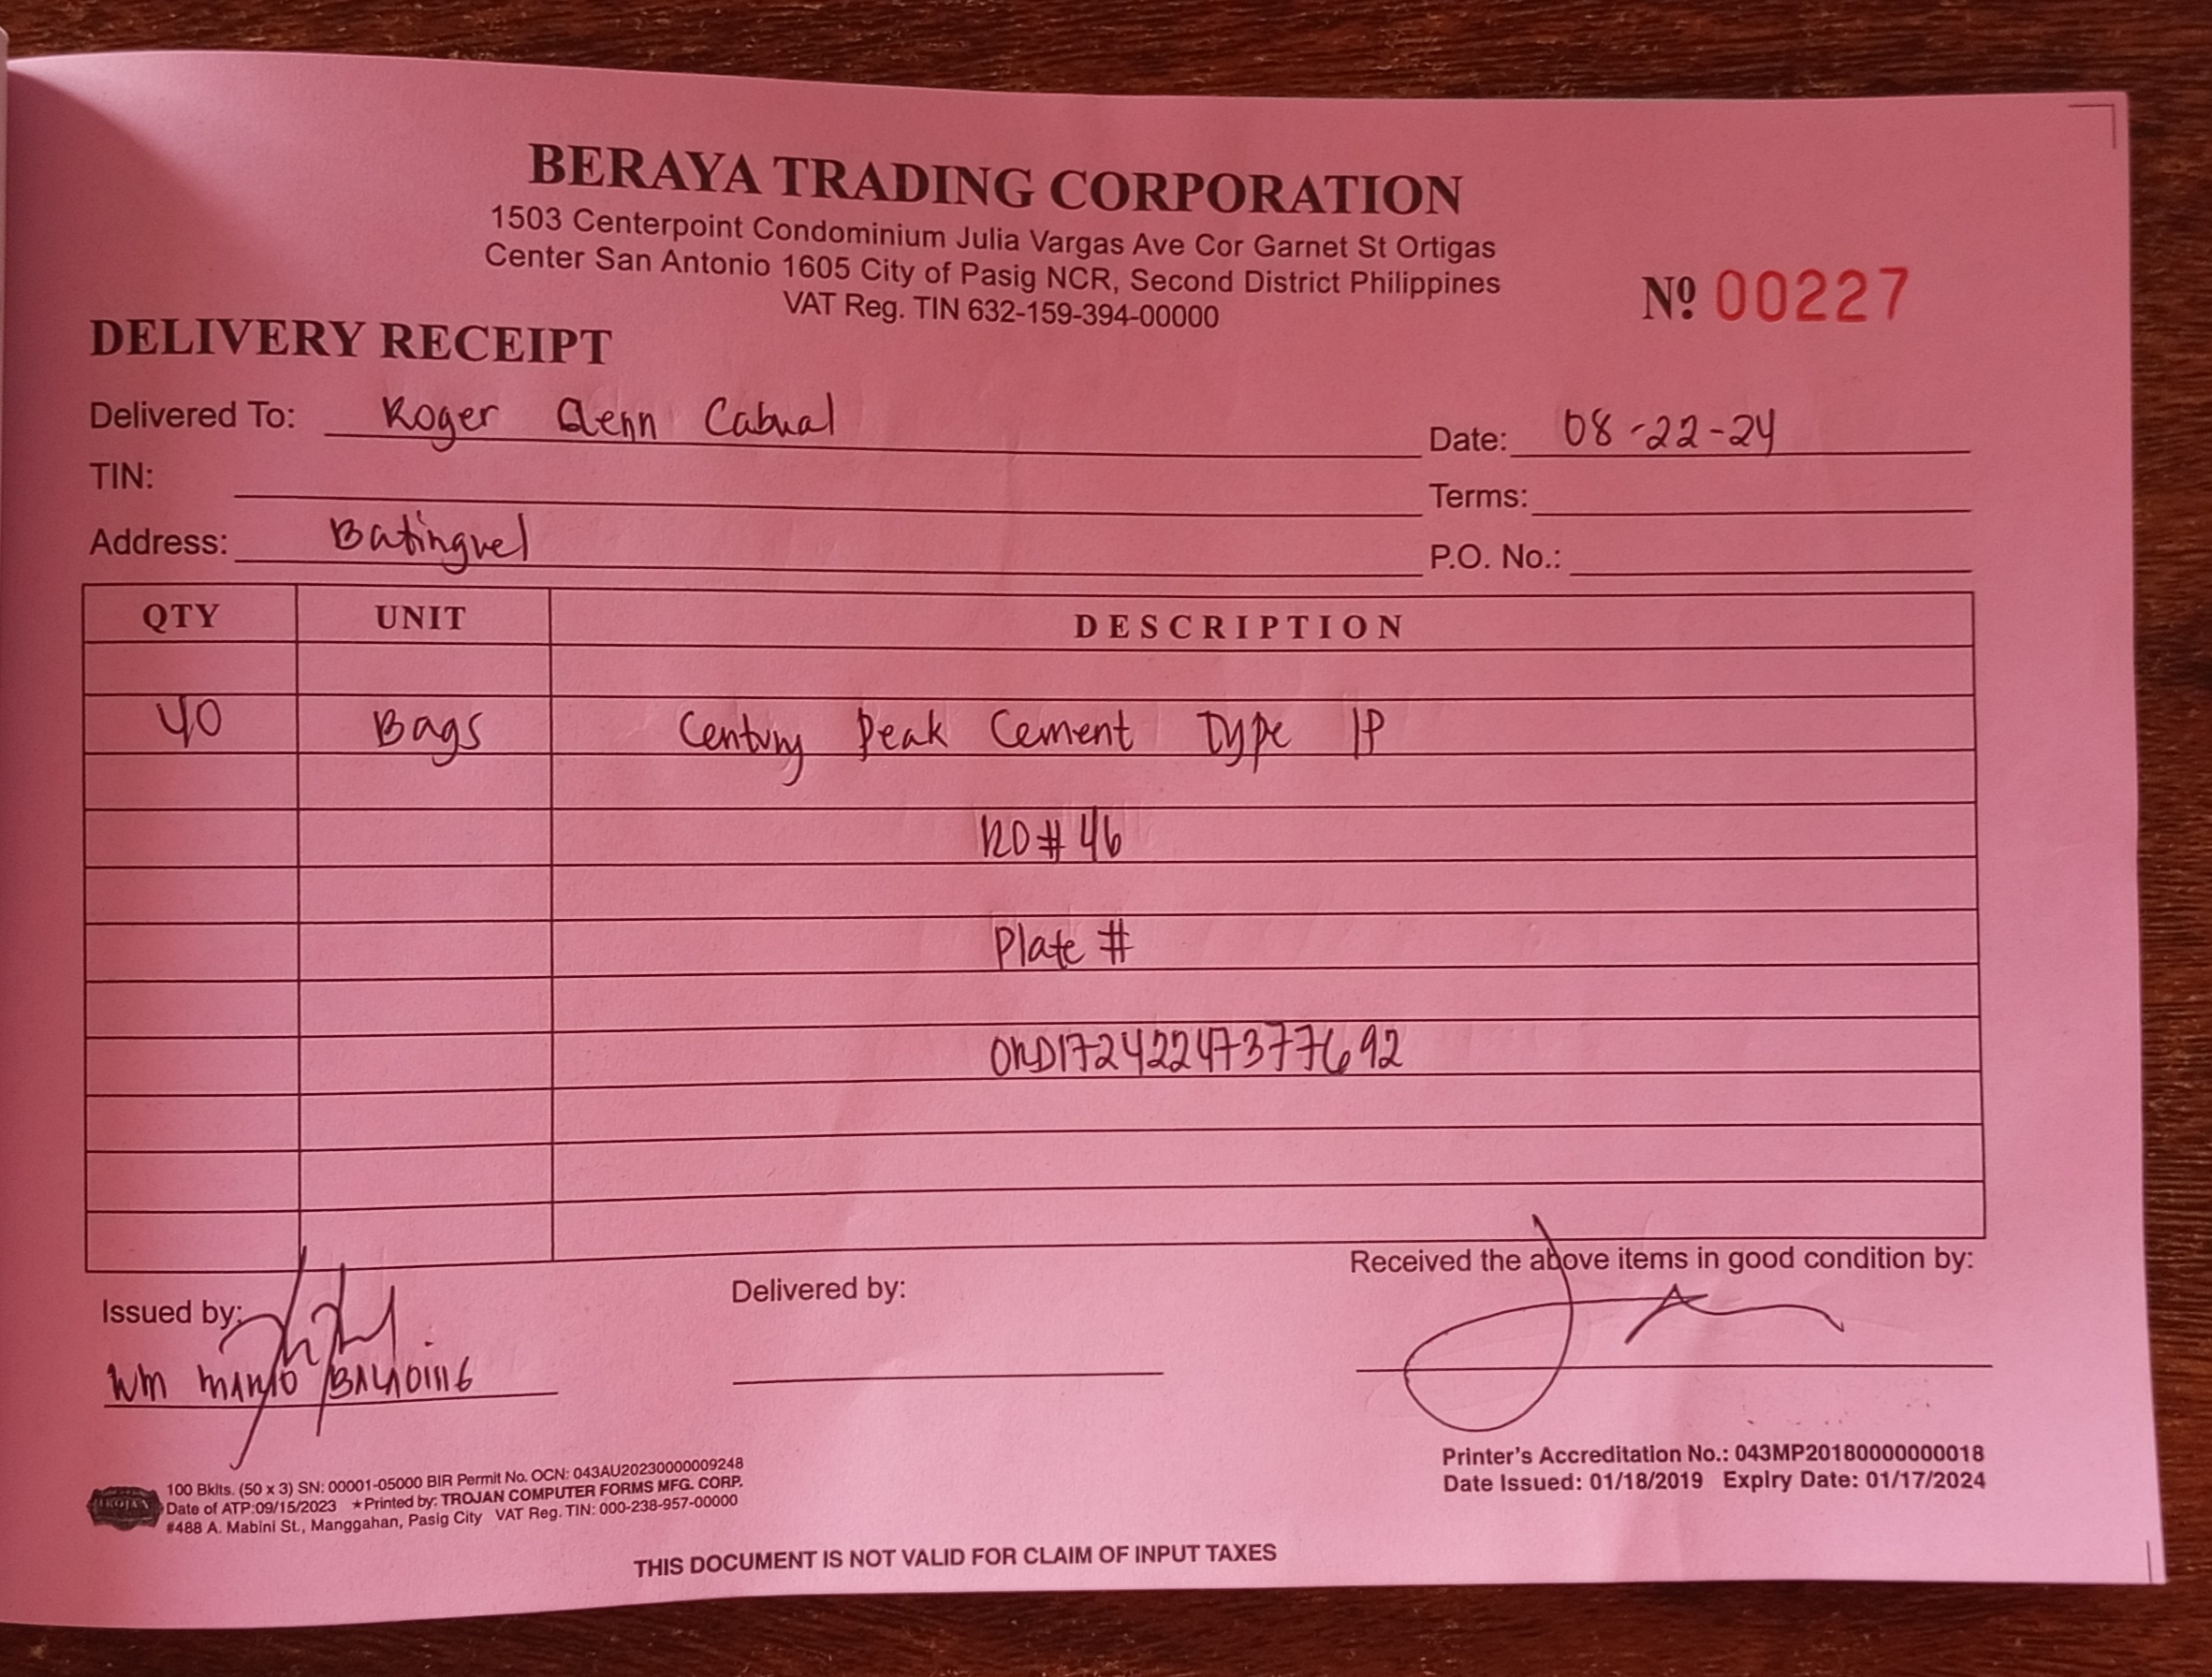 BERAYA TRADING CORPORATION
1503 Centerpoint Condominium Julia Vargas Ave Cor Garnet St Ortigas
Center San Antonio 1605 City of Pasig NCR, Second District Philippines
VAT Reg. TIN 632-159-394-00000
Nº 00227
DELIVERY RECEIPT
Delivered To: Roger Glenn Cabual
Date: 08-22-24
TIN:
Terms:
Address: Batinguel
P.O. No.:
QTY UNIT DESCRIPTION
40 Bags Century Peak Cement Type 1P
RO# 46
Plate #
ORD17242247377692
Received the above items in good condition by:
Issued by:
Delivered by:
WM
Printer's Accreditation No.: 043MP20180000000018
Date Issued: 01/18/2019 Expiry Date: 01/17/2024
TROJAN
100 Bklts. (50 x 3) SN: 00001-05000 BIR Permit No. OCN: 043AU20230000009248
Date of ATP:09/15/2023 ★Printed by: TROJAN COMPUTER FORMS MFG. CORP.
#488 A. Mabini St., Manggahan, Pasig City VAT Reg. TIN: 000-238-957-00000
THIS DOCUMENT IS NOT VALID FOR CLAIM OF INPUT TAXES